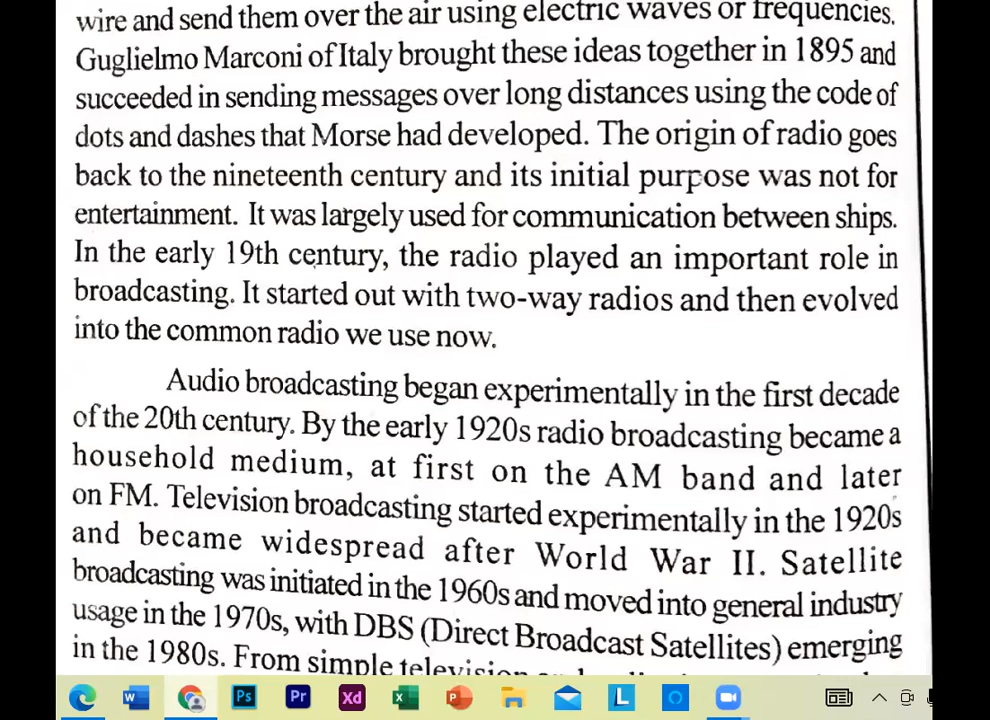 wire and send them over the air using electric waves or frequencies.
Guglielmo Marconi of Italy brought these ideas together in 1895 and
succeeded in sending messages over long distances using the code of
dots and dashes that Morse had developed. The origin of radio goes
back to the nineteenth century and its initial purpose was not for
entertainment. It was largely used for communication between ships.
In the early 19th century, the radio played an important role in
broadcasting. It started out with two-way radios and then evolved
into the common radio we use now.
Audio broadcasting began experimentally in the first decade
of the 20th century. By the early 1920s radio broadcasting became a
household medium, at first on the AM band and later
on FM. Television broadcasting started experimentally in the 1920s
and became widespread after World War II. Satellite
broadcasting was initiated in the 1960s and moved into general industry
usage in the 1970s, with DBS (Direct Broadcast Satellites) emerging
in the 1980s. From simple television
W Ps Pr Xd X P L